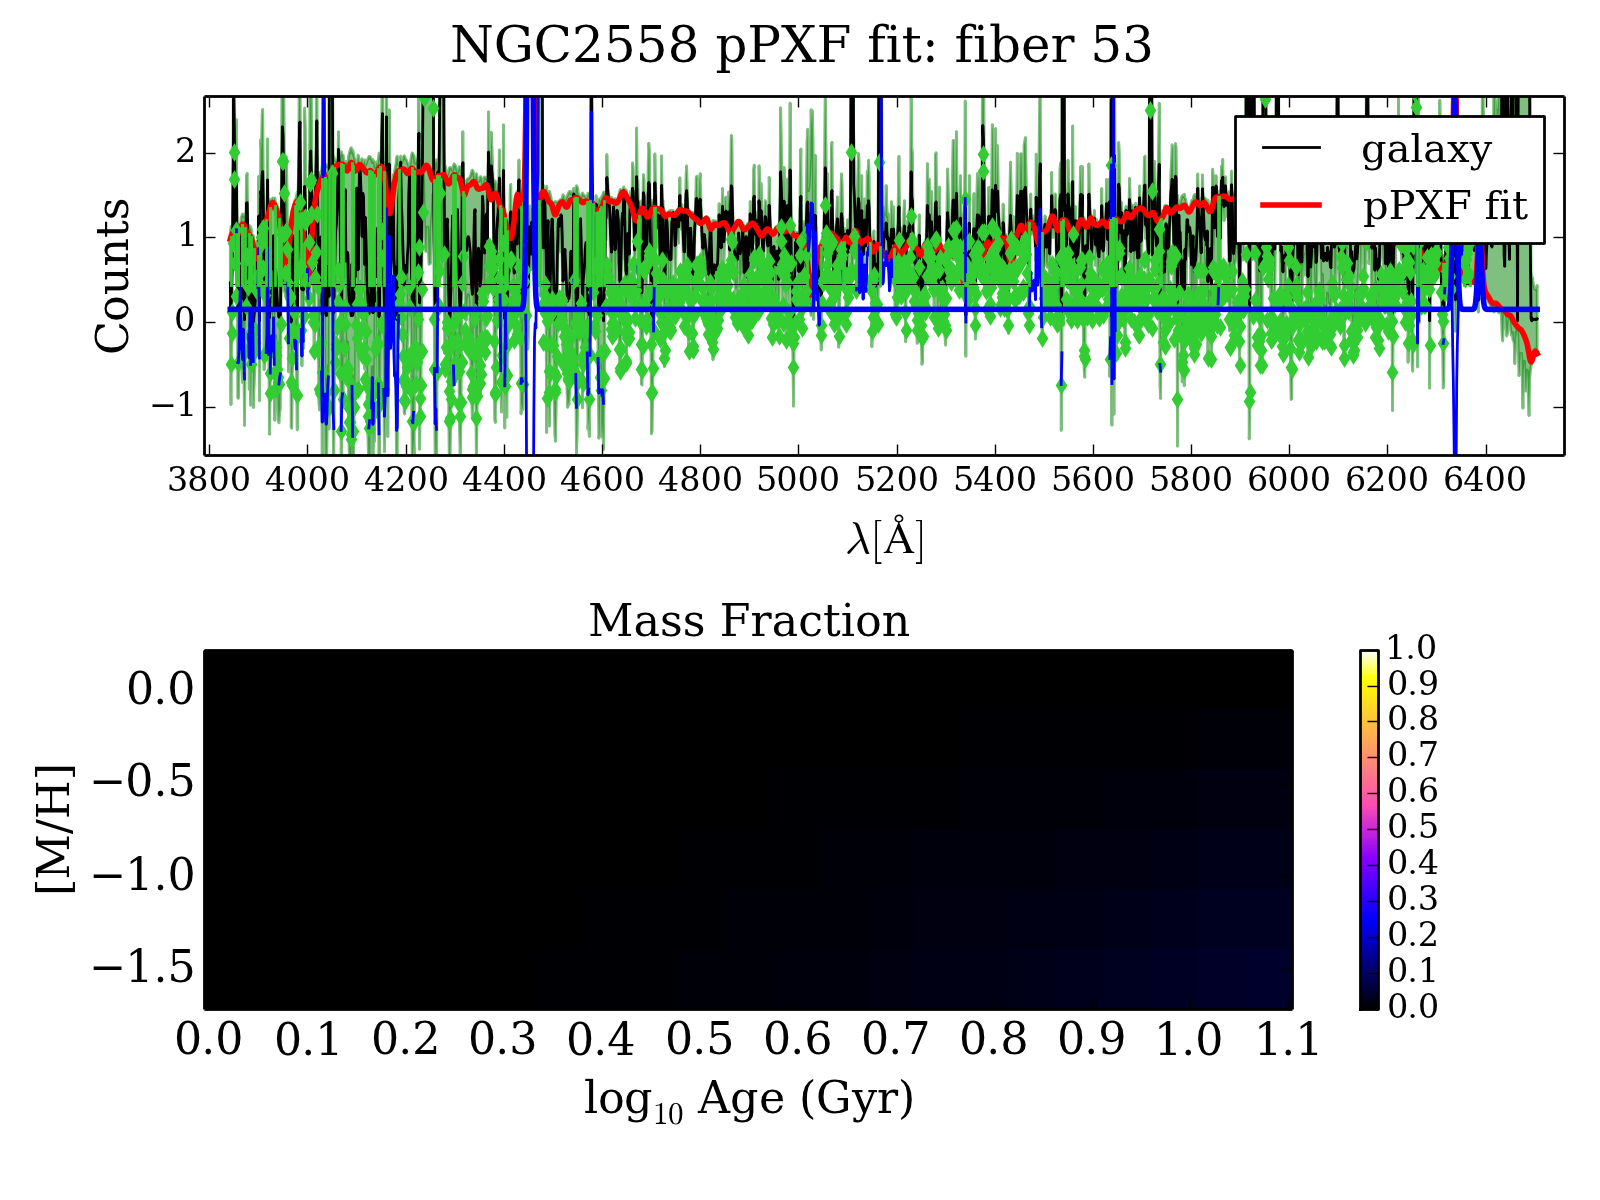 NGC2558 pPXF fit: fiber 53
Counts
2
1
0
−1
galaxy
pPXF fit
3800 4000 4200 4400 4600 4800 5000 5200 5400 5600 5800 6000 6200 6400
λ[Å]
Mass Fraction
[M/H]
0.0
−0.5
−1.0
−1.5
0.0 0.1 0.2 0.3 0.4 0.5 0.6 0.7 0.8 0.9 1.0 1.1
log₁₀ Age (Gyr)
1.0
0.9
0.8
0.7
0.6
0.5
0.4
0.3
0.2
0.1
0.0